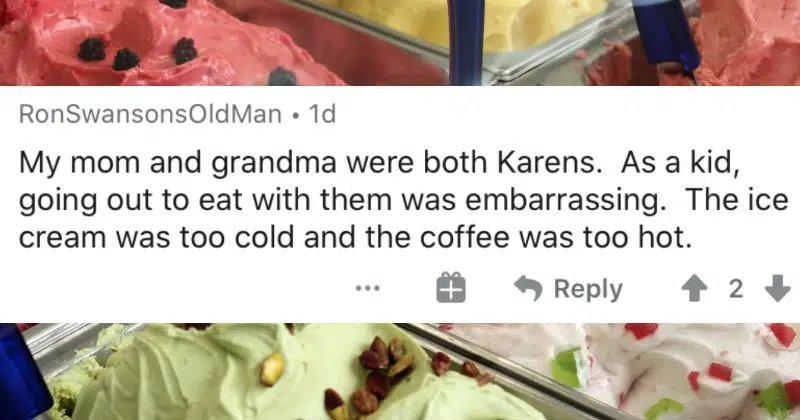 RonSwansonsOldMan • 1d
My mom and grandma were both Karens.  As a kid,
going out to eat with them was embarrassing.  The ice
cream was too cold and the coffee was too hot.
... Reply 2